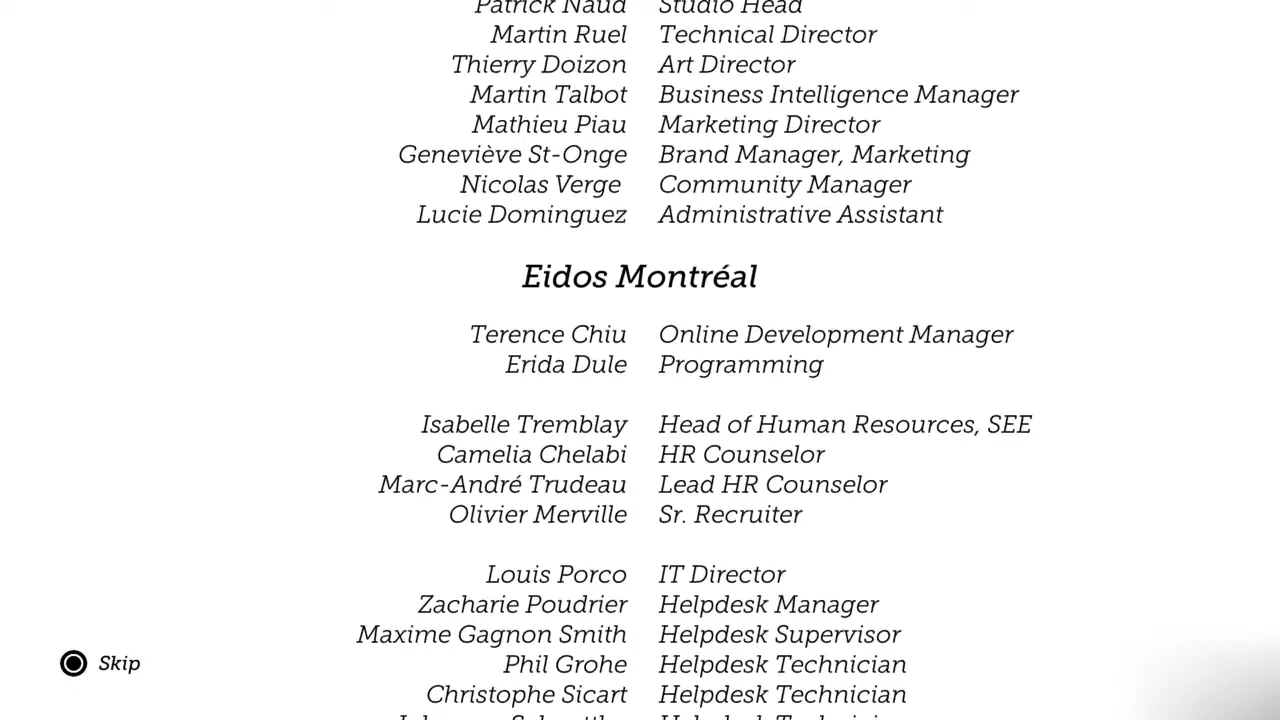 Patrick Naud Studio Head
Martin Ruel Technical Director
Thierry Doizon Art Director
Martin Talbot Business Intelligence Manager
Mathieu Piau Marketing Director
Geneviève St-Onge Brand Manager, Marketing
Nicolas Verge Community Manager
Lucie Dominguez Administrative Assistant
Eidos Montréal
Terence Chiu Online Development Manager
Erida Dule Programming
Isabelle Tremblay Head of Human Resources, SEE
Camelia Chelabi HR Counselor
Marc-André Trudeau Lead HR Counselor
Olivier Merville Sr. Recruiter
Louis Porco IT Director
Zacharie Poudrier Helpdesk Manager
Maxime Gagnon Smith Helpdesk Supervisor
Phil Grohe Helpdesk Technician
Skip
Christophe Sicart Helpdesk Technician